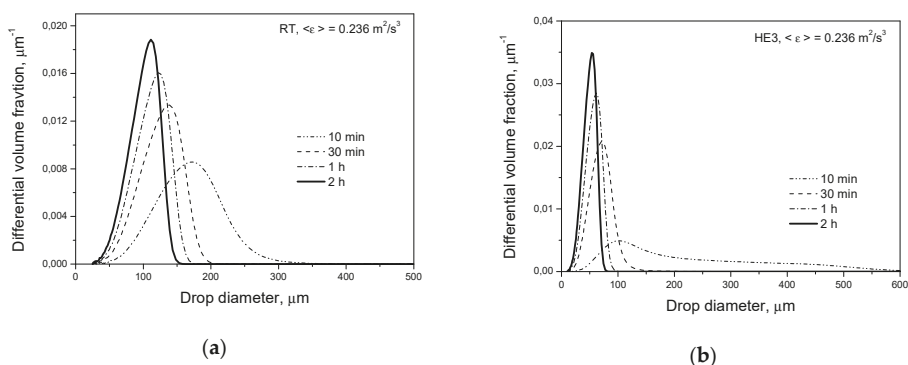 RT, <ε> = 0.236 m²/s³
Differential volume fravtion, μm⁻¹
0,020
0,016
0,012
0,008
0,004
0,000
10 min
30 min
1 h
2 h
0 100 200 300 400 500
Drop diameter, μm
(a)
HE3, < ε > = 0.236 m²/s³
Differential volume fraction, μm⁻¹
0,04
0,03
0,02
0,01
0,00
10 min
30 min
1 h
2 h
0 100 200 300 400 500 600
Drop diameter, μm
(b)